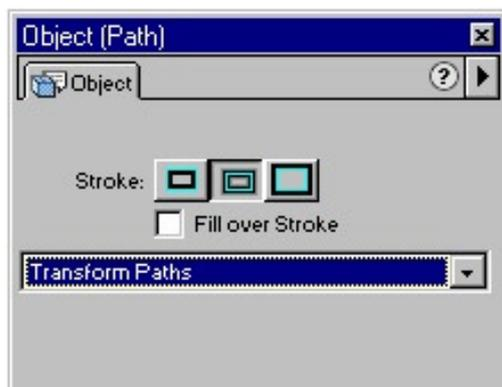 Object (Path)
Object
?
Stroke:
Fill over Stroke
Transform Paths